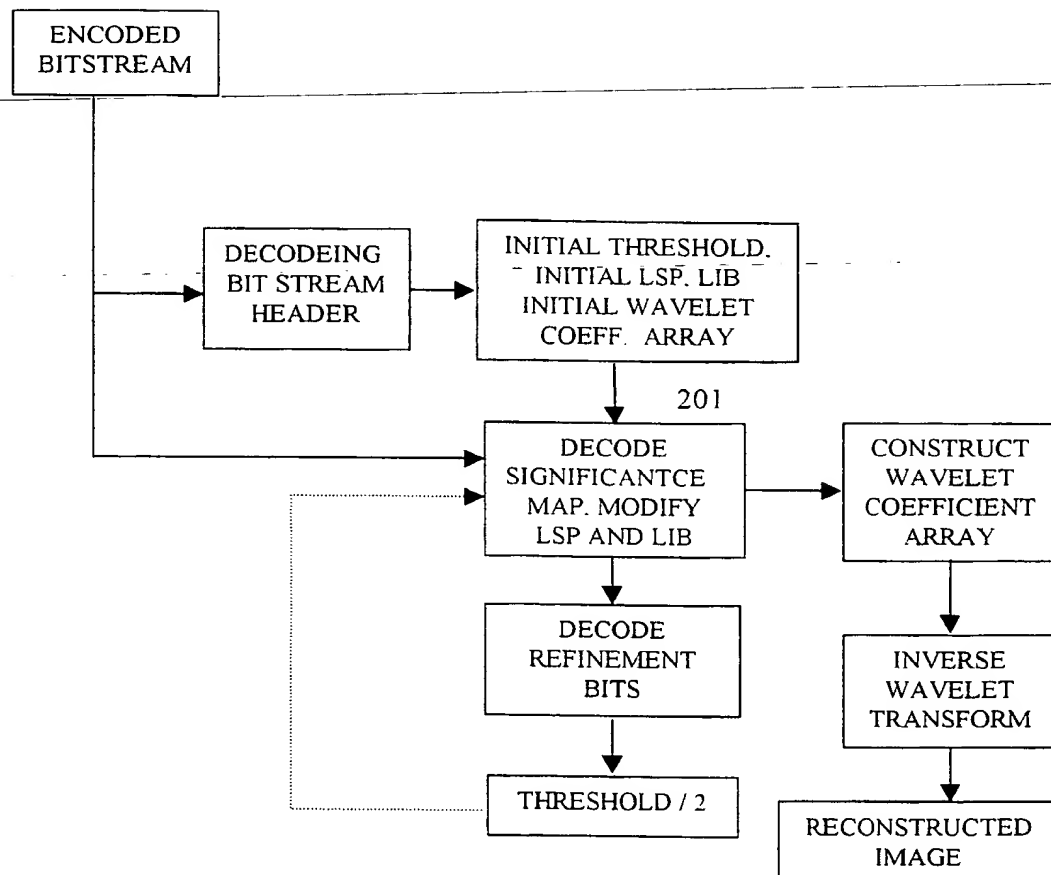 ENCODED
BITSTREAM
DECODEING
BIT STREAM
HEADER
INITIAL THRESHOLD.
INITIAL LSP. LIB
INITIAL WAVELET
COEFF. ARRAY
201
DECODE
SIGNIFICANTCE
MAP. MODIFY
LSP AND LIB
CONSTRUCT
WAVELET
COEFFICIENT
ARRAY
DECODE
REFINEMENT
BITS
INVERSE
WAVELET
TRANSFORM
THRESHOLD / 2
RECONSTRUCTED
IMAGE